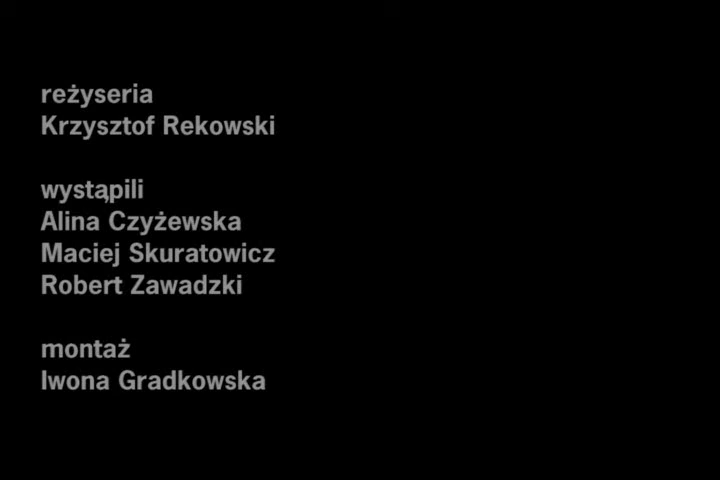 reżyseria
Krzysztof Rekowski
wystąpili
Alina Czyżewska
Maciej Skuratowicz
Robert Zawadzki
montaż
Iwona Gradkowska